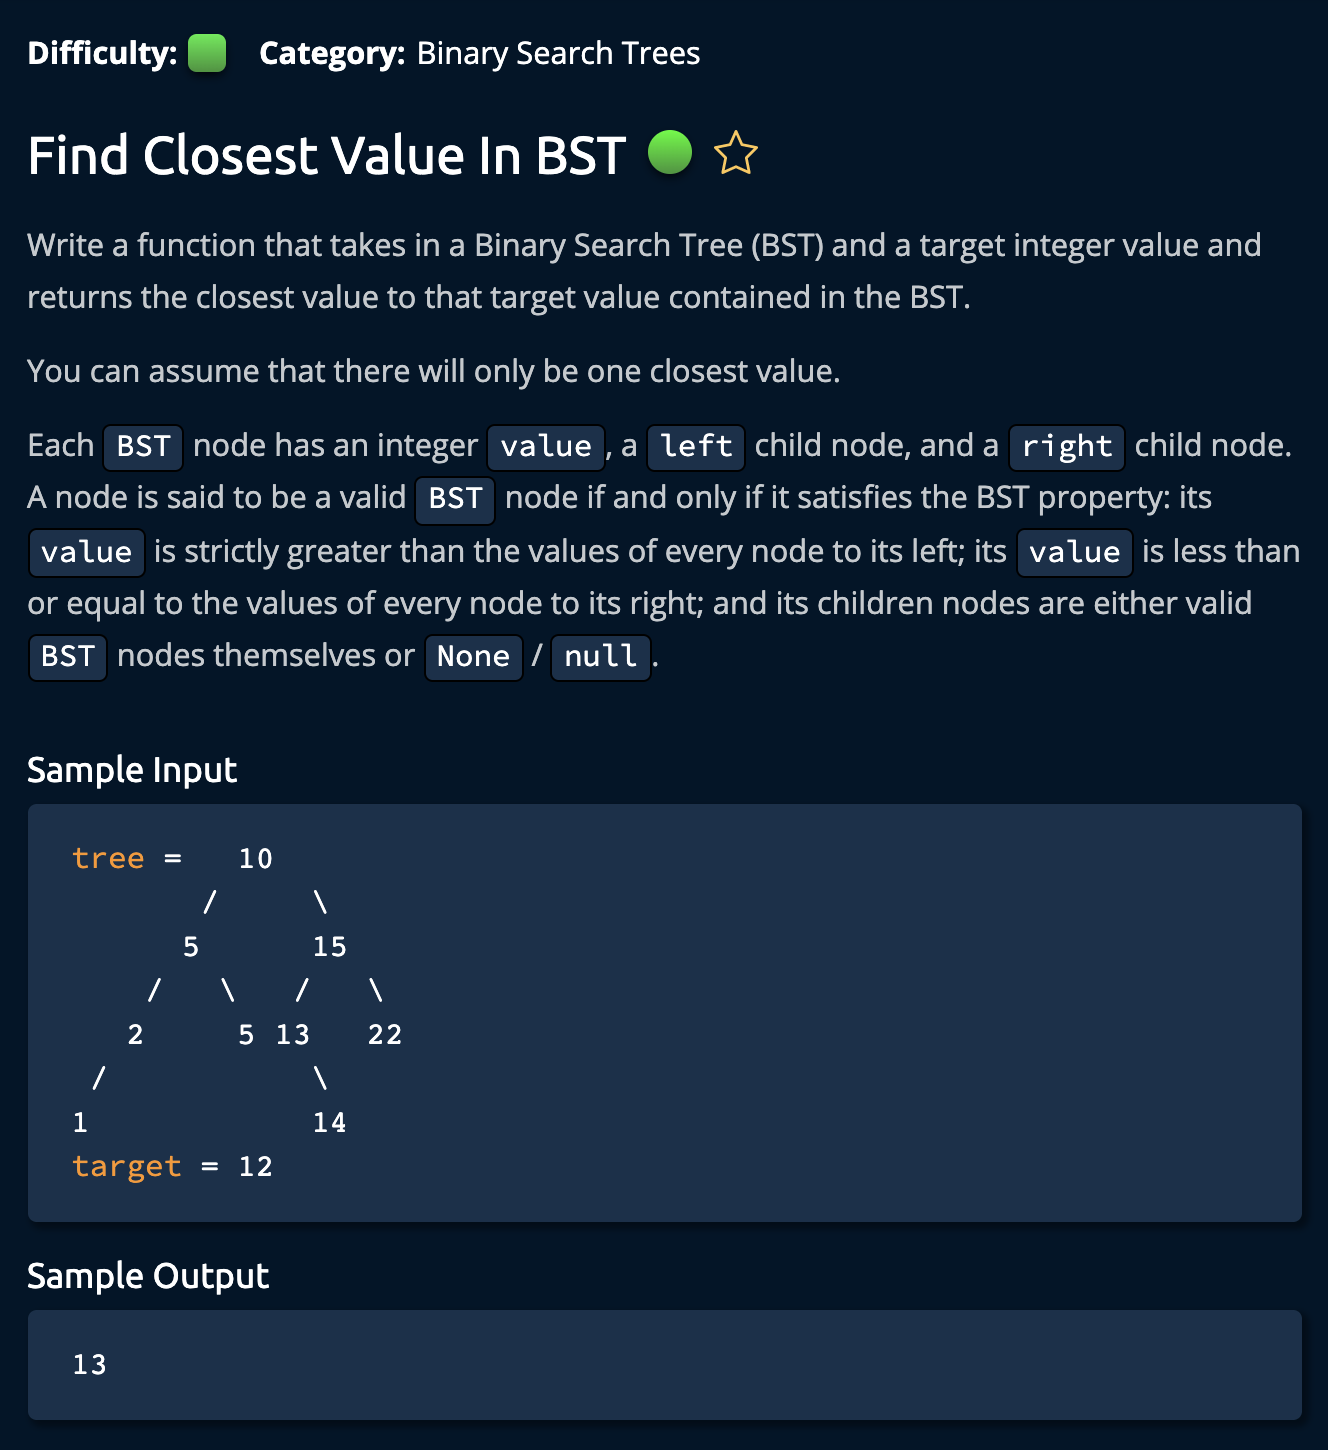 Difficulty: Category: Binary Search Trees
Find Closest Value In BST
Write a function that takes in a Binary Search Tree (BST) and a target integer value and
returns the closest value to that target value contained in the BST.
You can assume that there will only be one closest value.
Each BST node has an integer value, a left child node, and a right child node.
A node is said to be a valid BST node if and only if it satisfies the BST property: its
value is strictly greater than the values of every node to its left; its value is less than
or equal to the values of every node to its right; and its children nodes are either valid
BST nodes themselves or None / null.
Sample Input
tree =   10
       /     \
      5      15
    /   \   /   \
   2     5 13   22
 /           \
1            14
target = 12
Sample Output
13